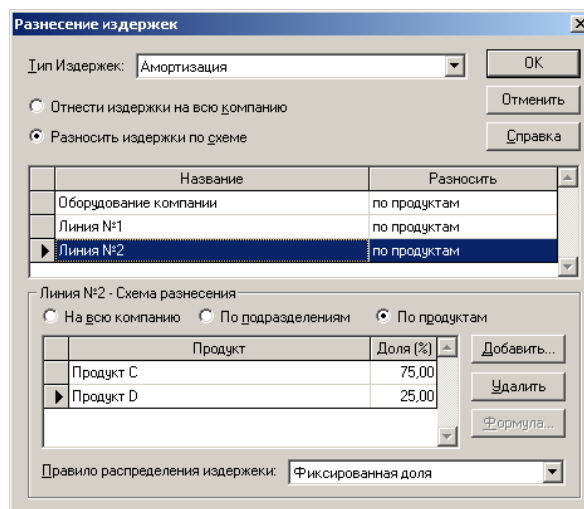 Разнесение издержек
Тип Издержек: Амортизация
OK
Отнести издержки на всю компанию
Отменить
Разносить издержки по схеме
Справка
Название Разносить
Оборудование компании по продуктам
Линия №1 по продуктам
Линия №2 по продуктам
Линия №2 - Схема разнесения
На всю компанию По подразделениям По продуктам
Продукт Доля (%)
Добавить...
Продукт C 75,00
Удалить
Продукт D 25,00
Формула...
Правило распределения издержеки: Фиксированная доля